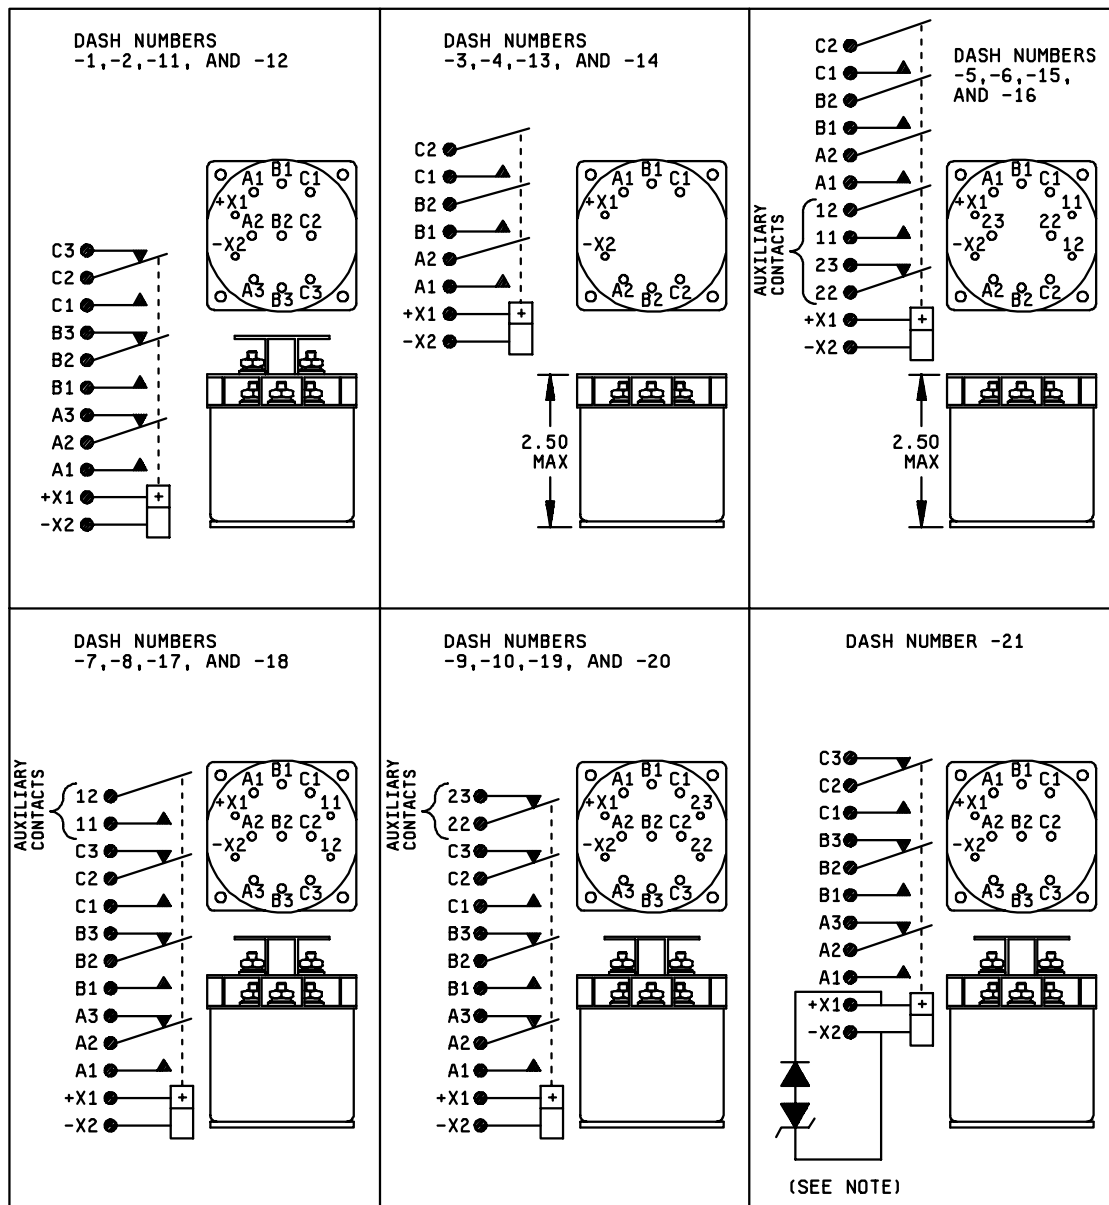 DASH NUMBERS
-1,-2,-11, AND -12
C3
C2
C1
B3
B2
B1
A3
A2
A1
+X1
-X2
+
A1 B1 C1
+X1
A2 B2 C2
-X2
A3 B3 C3
DASH NUMBERS
-3,-4,-13, AND -14
C2
C1
B2
B1
A2
A1
+X1
-X2
+
A1 B1 C1
+X1
-X2
A2 B2 C2
2.50
MAX
DASH NUMBERS
-5,-6,-15,
AND -16
C2
C1
B2
B1
A2
A1
12
11
23
22
+X1
-X2
AUXILIARY
CONTACTS
+
A1 B1 C1
+X1 11
23 22
-X2 12
A2 B2 C2
2.50
MAX
DASH NUMBERS
-7,-8,-17, AND -18
AUXILIARY
CONTACTS
12
11
C3
C2
C1
B3
B2
B1
A3
A2
A1
+X1
-X2
+
A1 B1 C1
+X1 11
A2 B2 C2
-X2 12
A3 B3 C3
DASH NUMBERS
-9,-10,-19, AND -20
AUXILIARY
CONTACTS
23
22
C3
C2
C1
B3
B2
B1
A3
A2
A1
+X1
-X2
+
A1 B1 C1
+X1 23
A2 B2 C2
-X2 22
A3 B3 C3
DASH NUMBER -21
C3
C2
C1
B3
B2
B1
A3
A2
A1
+X1
-X2
+
A1 B1 C1
+X1
A2 B2 C2
-X2
A3 B3 C3
(SEE NOTE)